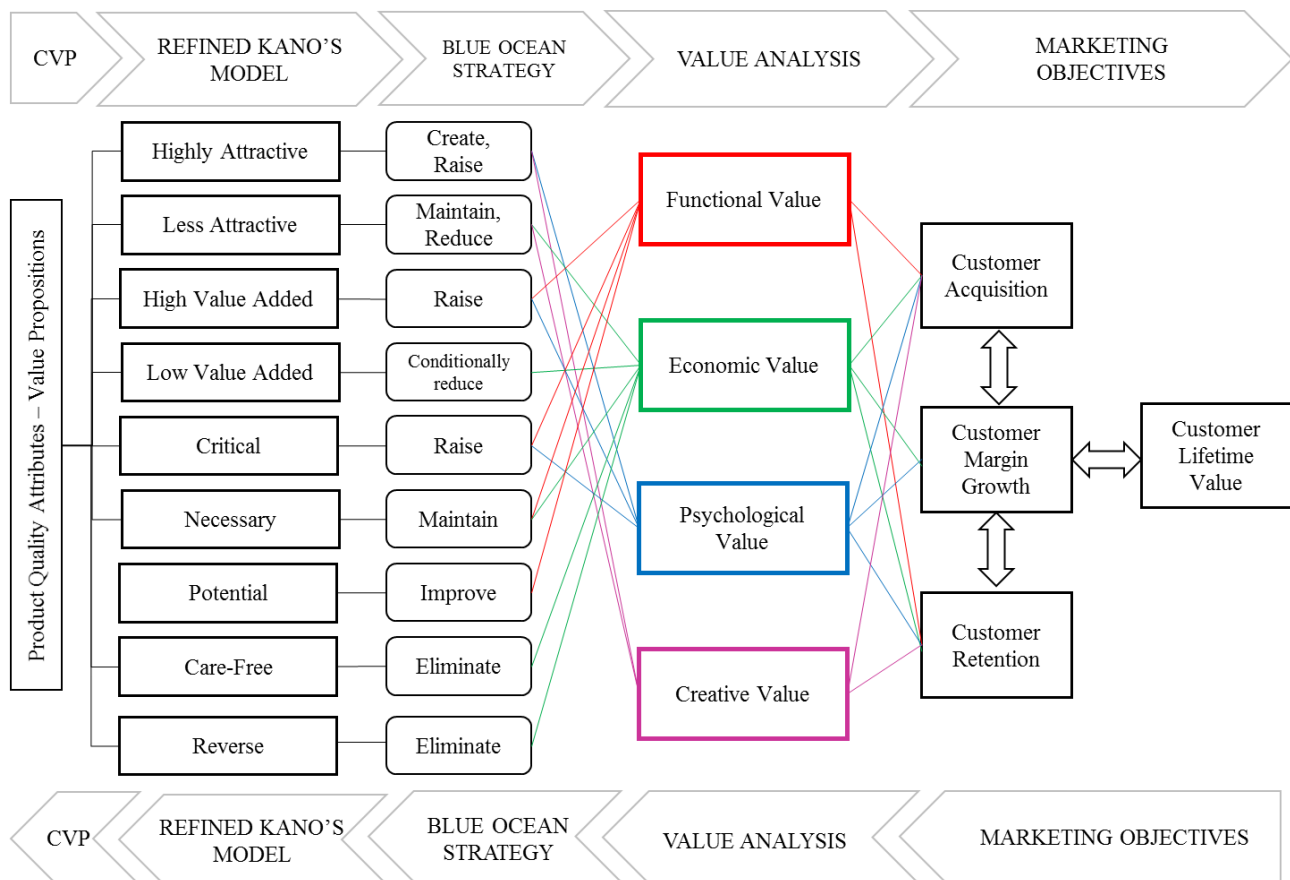 CVP
REFINED KANO’S
MODEL
BLUE OCEAN
STRATEGY
VALUE ANALYSIS
MARKETING
OBJECTIVES
Product Quality Attributes – Value Propositions
Highly Attractive
Create,
Raise
Less Attractive
Maintain,
Reduce
High Value Added
Raise
Low Value Added
Conditionally
reduce
Critical
Raise
Necessary
Maintain
Potential
Improve
Care-Free
Eliminate
Reverse
Eliminate
Functional Value
Economic Value
Psychological
Value
Creative Value
Customer
Acquisition
Customer
Margin
Growth
Customer
Retention
Customer
Lifetime
Value
CVP
REFINED KANO’S
MODEL
BLUE OCEAN
STRATEGY
VALUE ANALYSIS
MARKETING OBJECTIVES